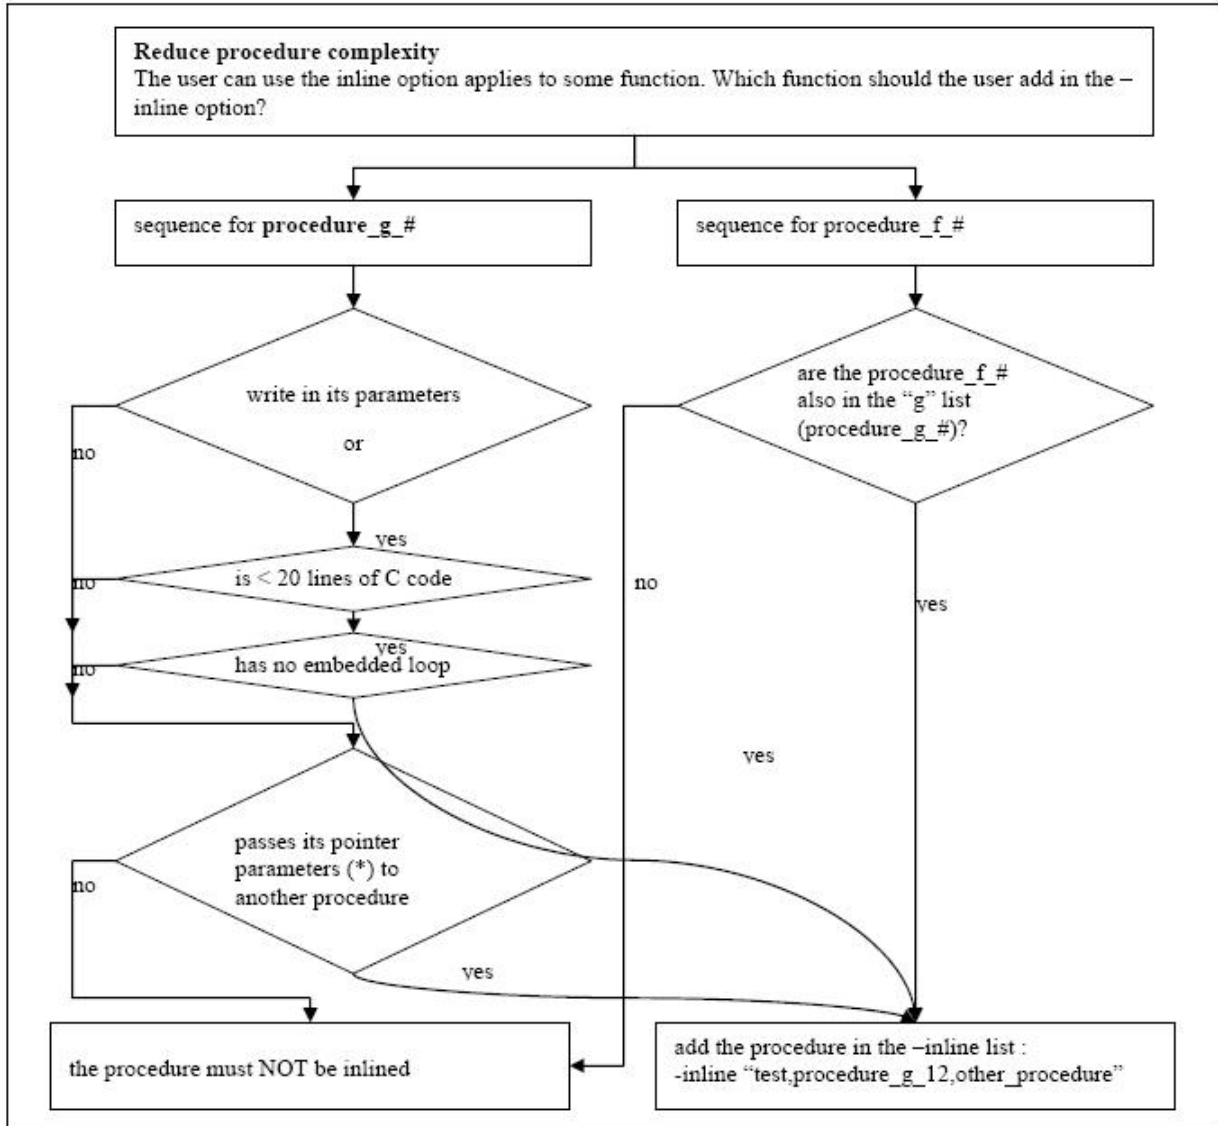 Reduce procedure complexity
The user can use the inline option applies to some function. Which function should the user add in the –
inline option?
sequence for procedure_g_#
sequence for procedure_f_#
write in its parameters
or
are the procedure_f_#
also in the “g” list
(procedure_g_#)?
no
yes
is < 20 lines of C code
no
no
yes
yes
has no embedded loop
no
yes
passes its pointer
parameters (*) to
another procedure
no
yes
the procedure must NOT be inlined
add the procedure in the –inline list :
-inline “test,procedure_g_12,other_procedure”